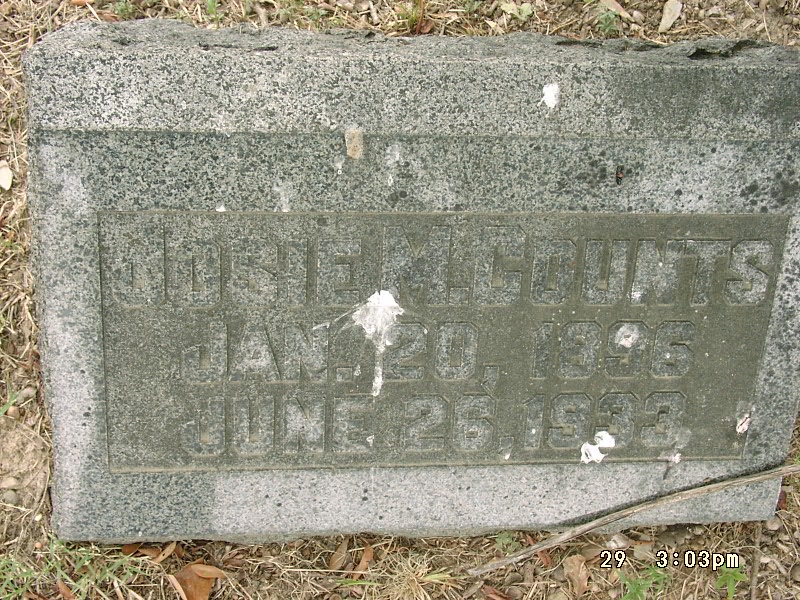 JOSIE M. COUNTS
JAN. 20, 1896
JUNE 26, 1933
29 3:03pm